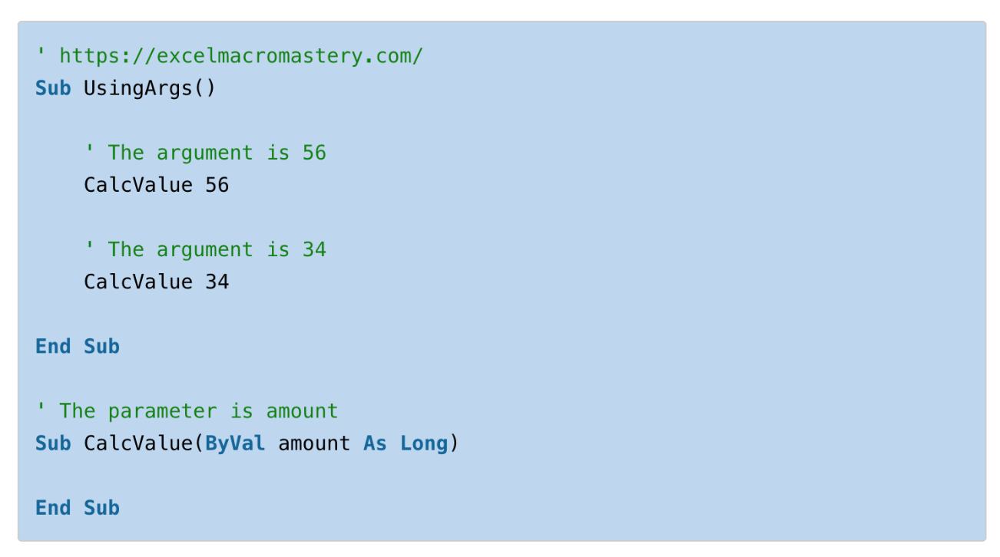 ' https://excelmacromastery.com/
Sub UsingArgs()
    ' The argument is 56
    CalcValue 56
    ' The argument is 34
    CalcValue 34
End Sub
' The parameter is amount
Sub CalcValue(ByVal amount As Long)
End Sub